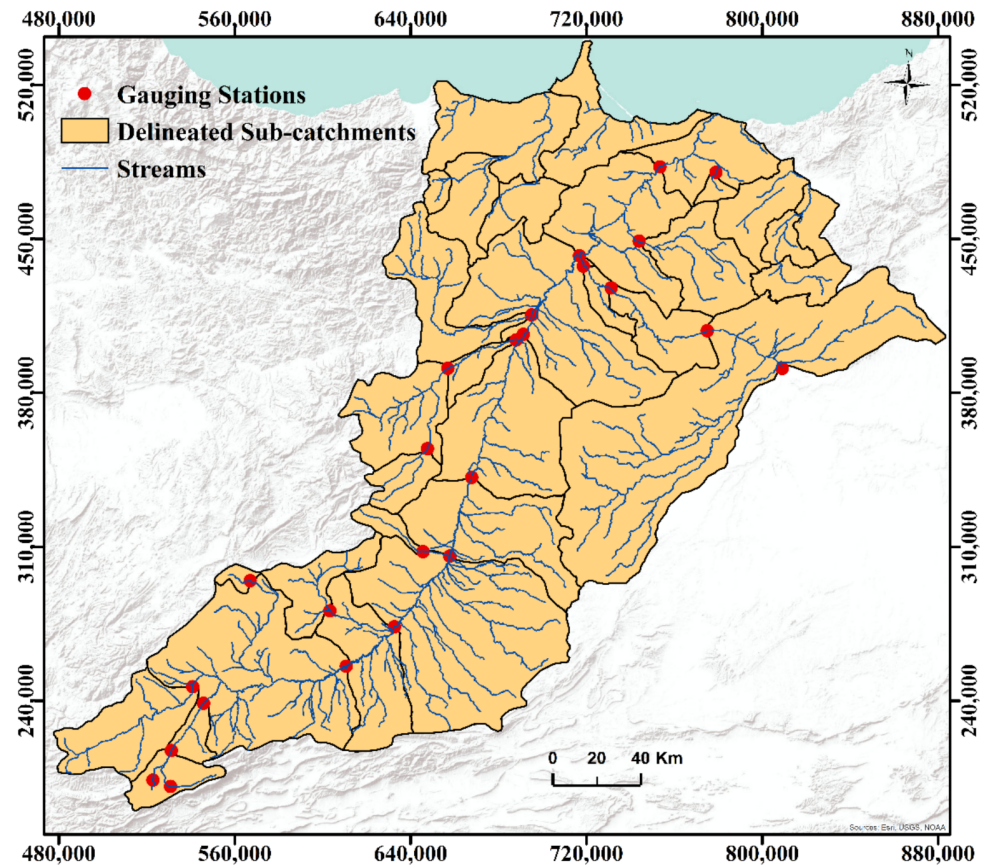 480,000 560,000 640,000 720,000 800,000 880,000
520,000
450,000
380,000
310,000
240,000
N
Gauging Stations
Delineated Sub-catchments
Streams
520,000
450,000
380,000
310,000
240,000
0 20 40 Km
Sources: Esri, USGS, NOAA
480,000 560,000 640,000 720,000 800,000 880,000